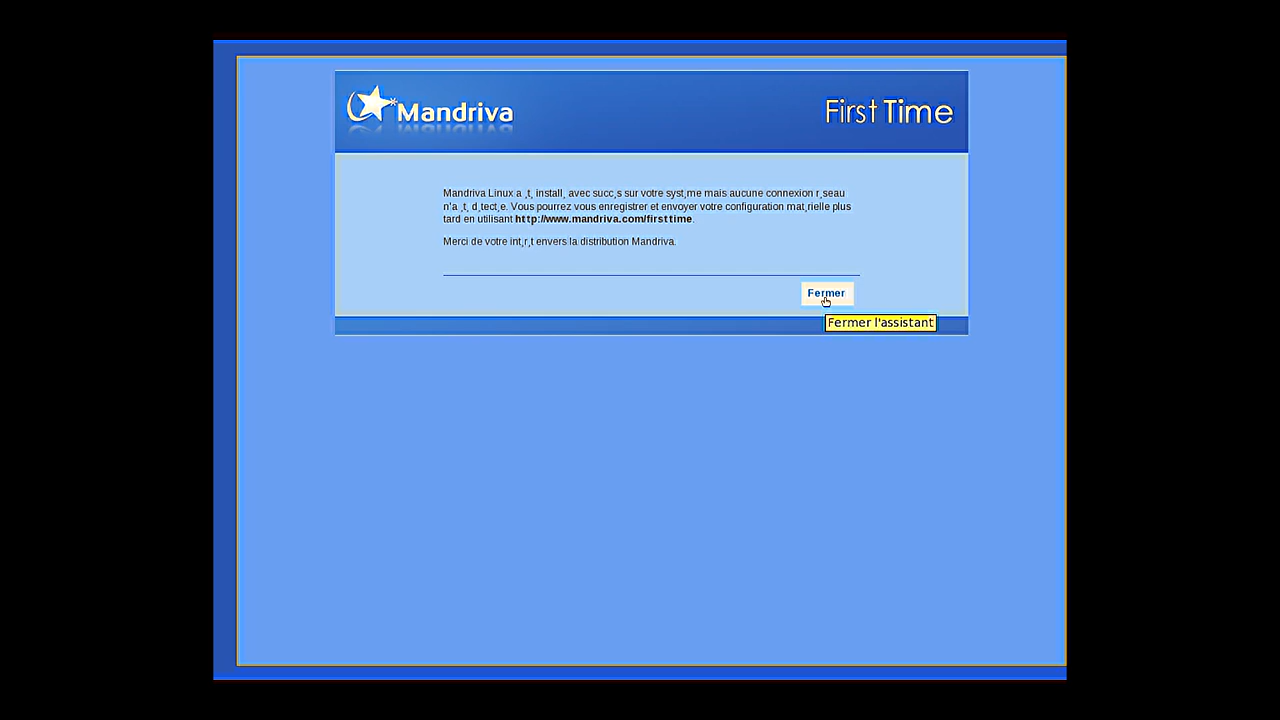 Mandriva
First Time
Mandriva Linux a ‚t‚ install‚ avec succ‚s sur votre syst‚me mais aucune connexion r‚seau
n'a ‚t‚ d‚tect‚e. Vous pourrez vous enregistrer et envoyer votre configuration mat‚rielle plus
tard en utilisant http://www.mandriva.com/firsttime.
Merci de votre int‚r‚t envers la distribution Mandriva.
Fermer
Fermer l'assistant